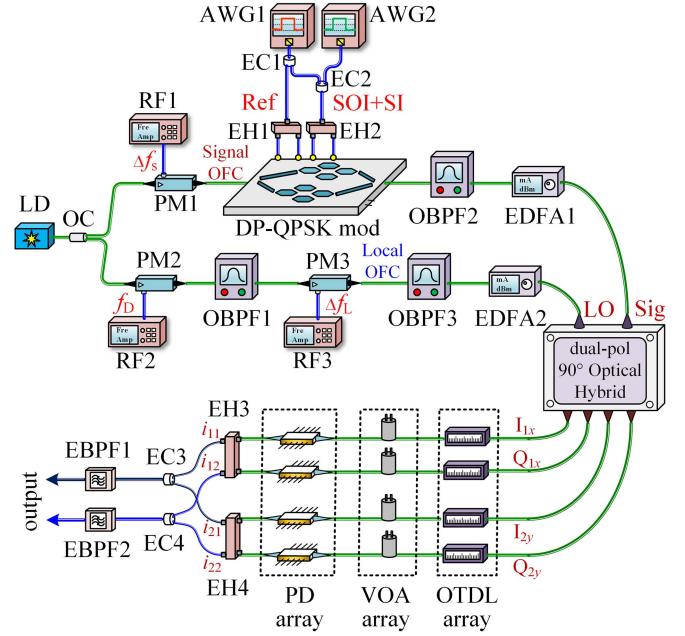 AWG1 AWG2
EC1
EC2
RF1
Ref SOI+SI
Fre
Amp
EH1 EH2
Δfs
Signal
OFC
LD
OC
PM1
DP-QPSK mod
OBPF2
mA
dBm
EDFA1
PM2
PM3
Local
OFC
fD
OBPF1
ΔfL
OBPF3
mA
dBm
EDFA2
LO Sig
Fre
Amp
RF2
Fre
Amp
RF3
dual-pol
90° Optical
Hybrid
EH3
i11
I1x
EBPF1
EC3
i12
Q1x
output
EBPF2
EC4
i21
I2y
i22
Q2y
EH4
PD
array
VOA
array
OTDL
array